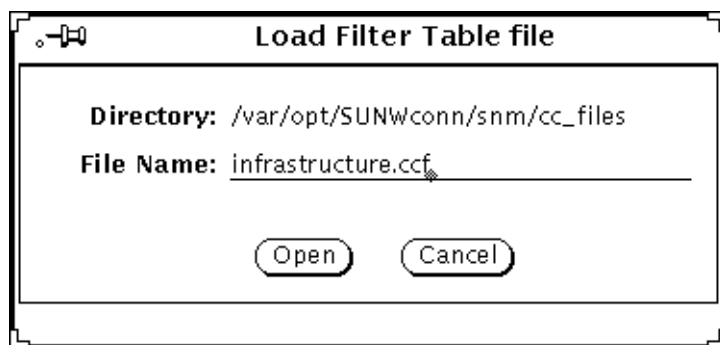 Load Filter Table file
Directory: /var/opt/SUNWconn/snm/cc_files
File Name: infrastructure.ccf
Open Cancel